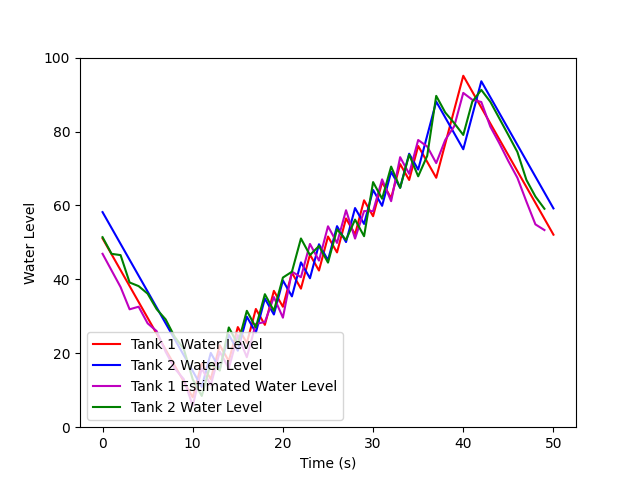 100
80
60
40
20
0
Water Level
Tank 1 Water Level
Tank 2 Water Level
Tank 1 Estimated Water Level
Tank 2 Water Level
0 10 20 30 40 50
Time (s)